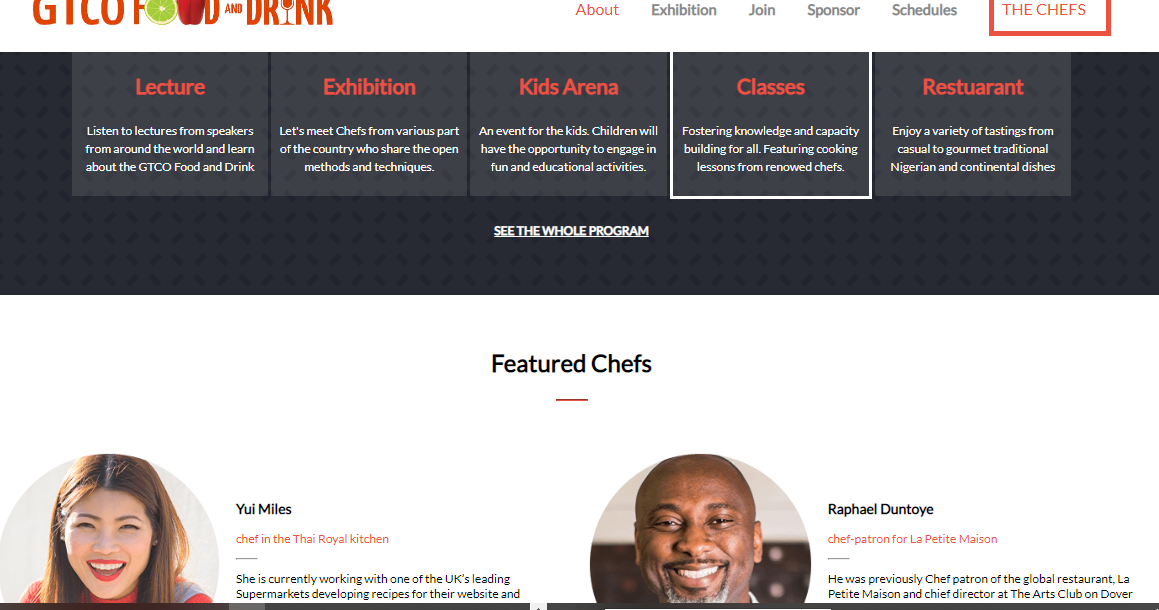 GTCO FOOD AND DRINK
About Exhibition Join Sponsor Schedules THE CHEFS
Lecture
Listen to lectures from speakers
from around the world and learn
about the GTCO Food and Drink
Exhibition
Let's meet Chefs from various part
of the country who share the open
methods and techniques.
Kids Arena
An event for the kids. Children will
have the opportunity to engage in
fun and educational activities.
Classes
Fostering knowledge and capacity
building for all. Featuring cooking
lessons from renowed chefs.
Restuarant
Enjoy a variety of tastings from
casual to gourmet traditional
Nigerian and continental dishes
SEE THE WHOLE PROGRAM
Featured Chefs
Yui Miles
chef in the Thai Royal kitchen
She is currently working with one of the UK’s leading
Supermarkets developing recipes for their website and
Raphael Duntoye
chef-patron for La Petite Maison
He was previously Chef patron of the global restaurant, La
Petite Maison and chief director at The Arts Club on Dover